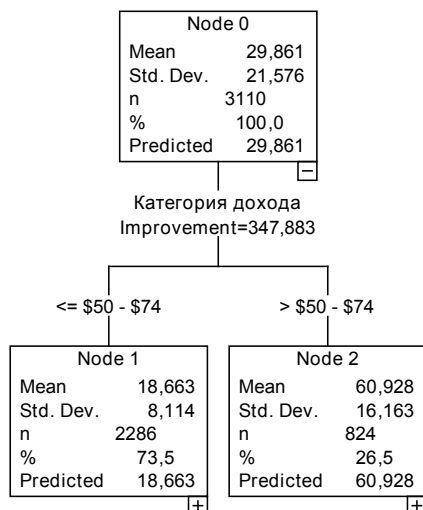 Node 0
Mean 29,861
Std. Dev. 21,576
n 3110
% 100,0
Predicted 29,861
Категория дохода
Improvement=347,883
<= $50 - $74
> $50 - $74
Node 1
Mean 18,663
Std. Dev. 8,114
n 2286
% 73,5
Predicted 18,663
Node 2
Mean 60,928
Std. Dev. 16,163
n 824
% 26,5
Predicted 60,928